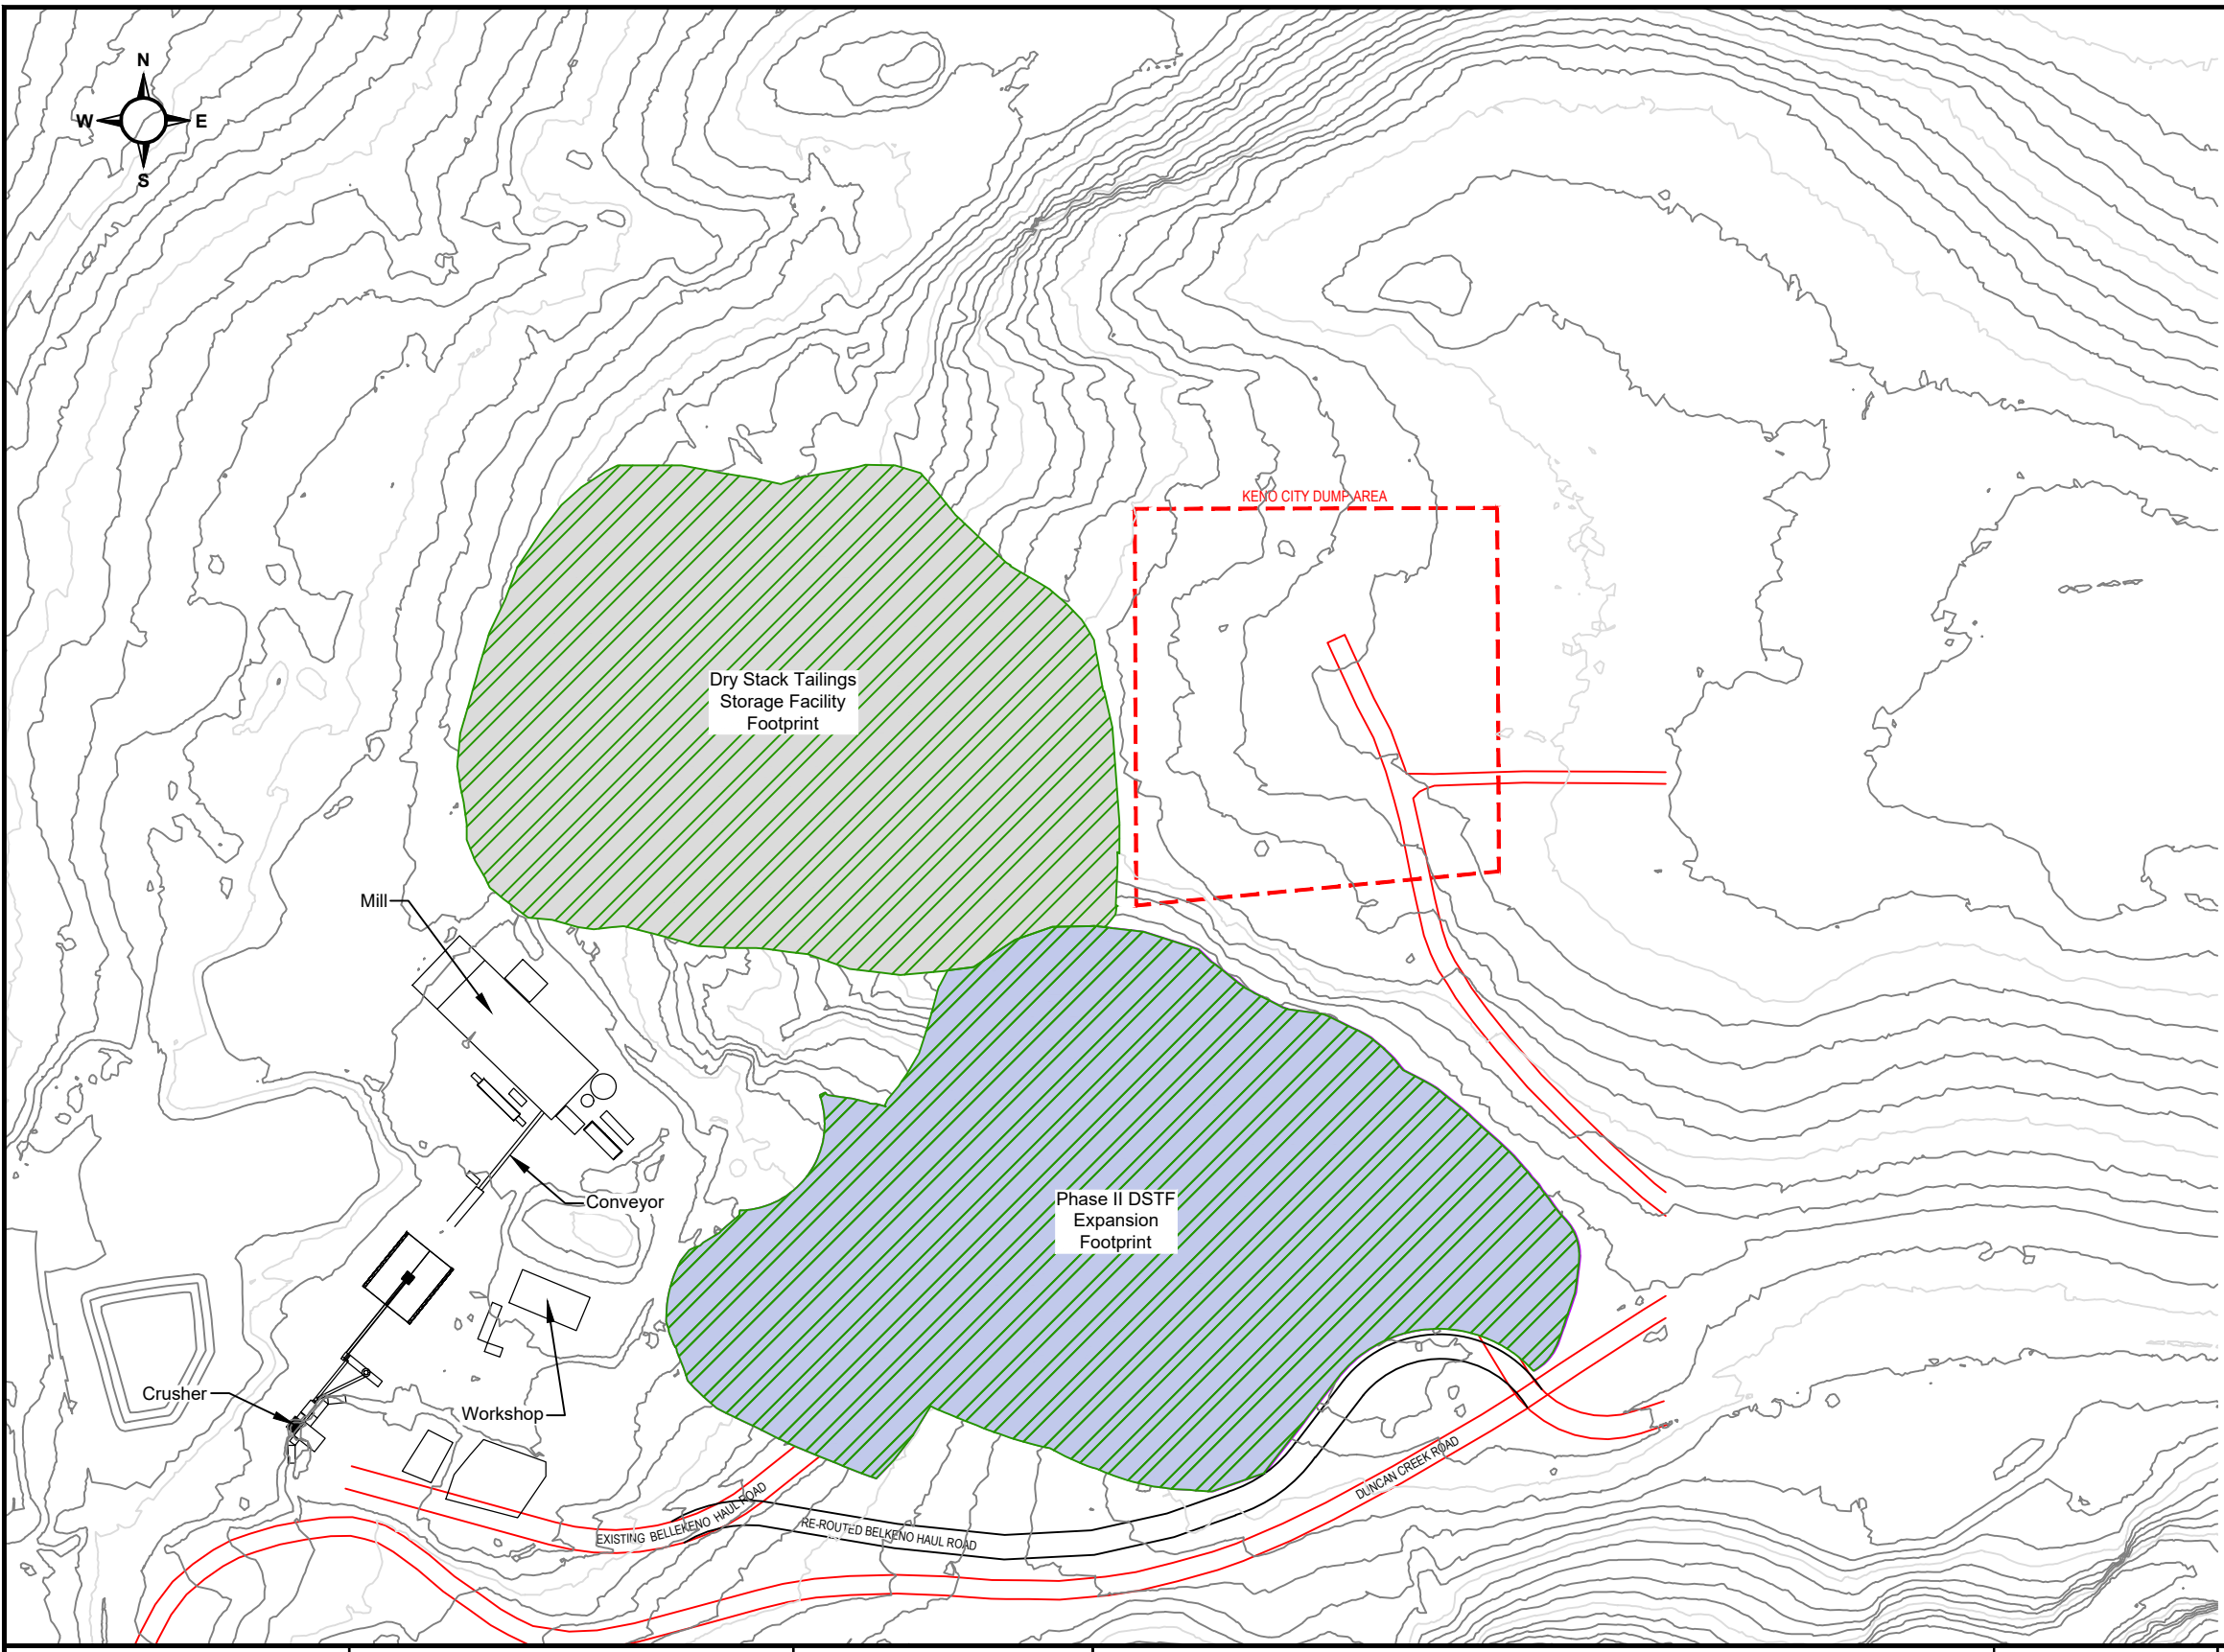 N
W E
S
KENO CITY DUMP AREA
Dry Stack Tailings
Storage Facility
Footprint
Mill
Conveyor
Phase II DSTF
Expansion
Footprint
Crusher
Workshop
DUNCAN CREEK ROAD
EXISTING BELLEKENO HAUL ROAD
RE-ROUTED BELKENO HAUL ROAD